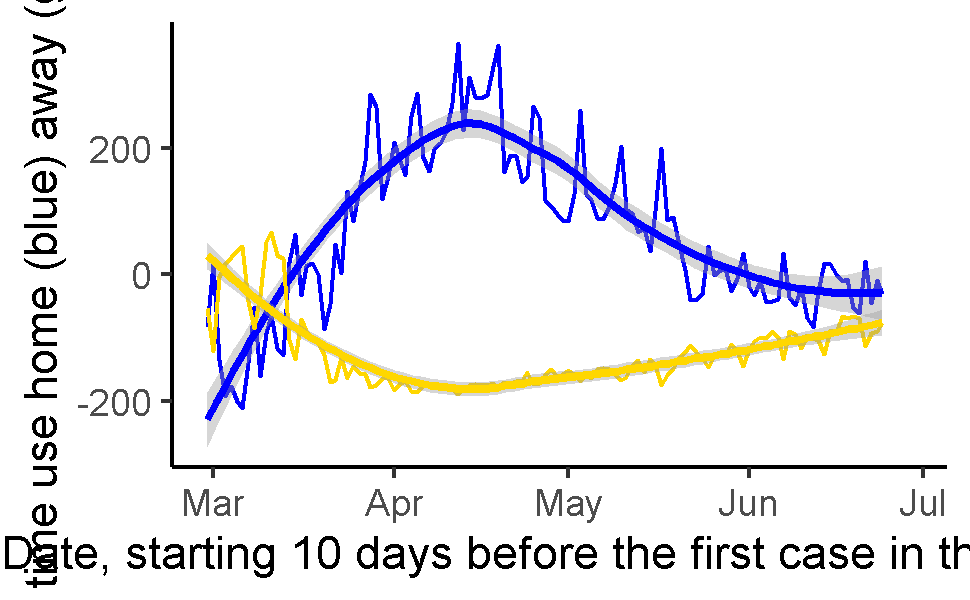 time use home (blue) away (
200
0
-200
Mar Apr May Jun Jul
Date, starting 10 days before the first case in th